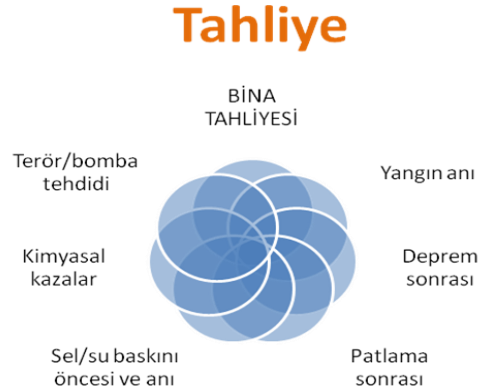 Tahliye
BİNA
TAHLİYESİ
Yangın anı
Deprem
sonrası
Patlama
sonrası
Sel/su baskını
öncesi ve anı
Kimyasal
kazalar
Terör/bomba
tehdidi